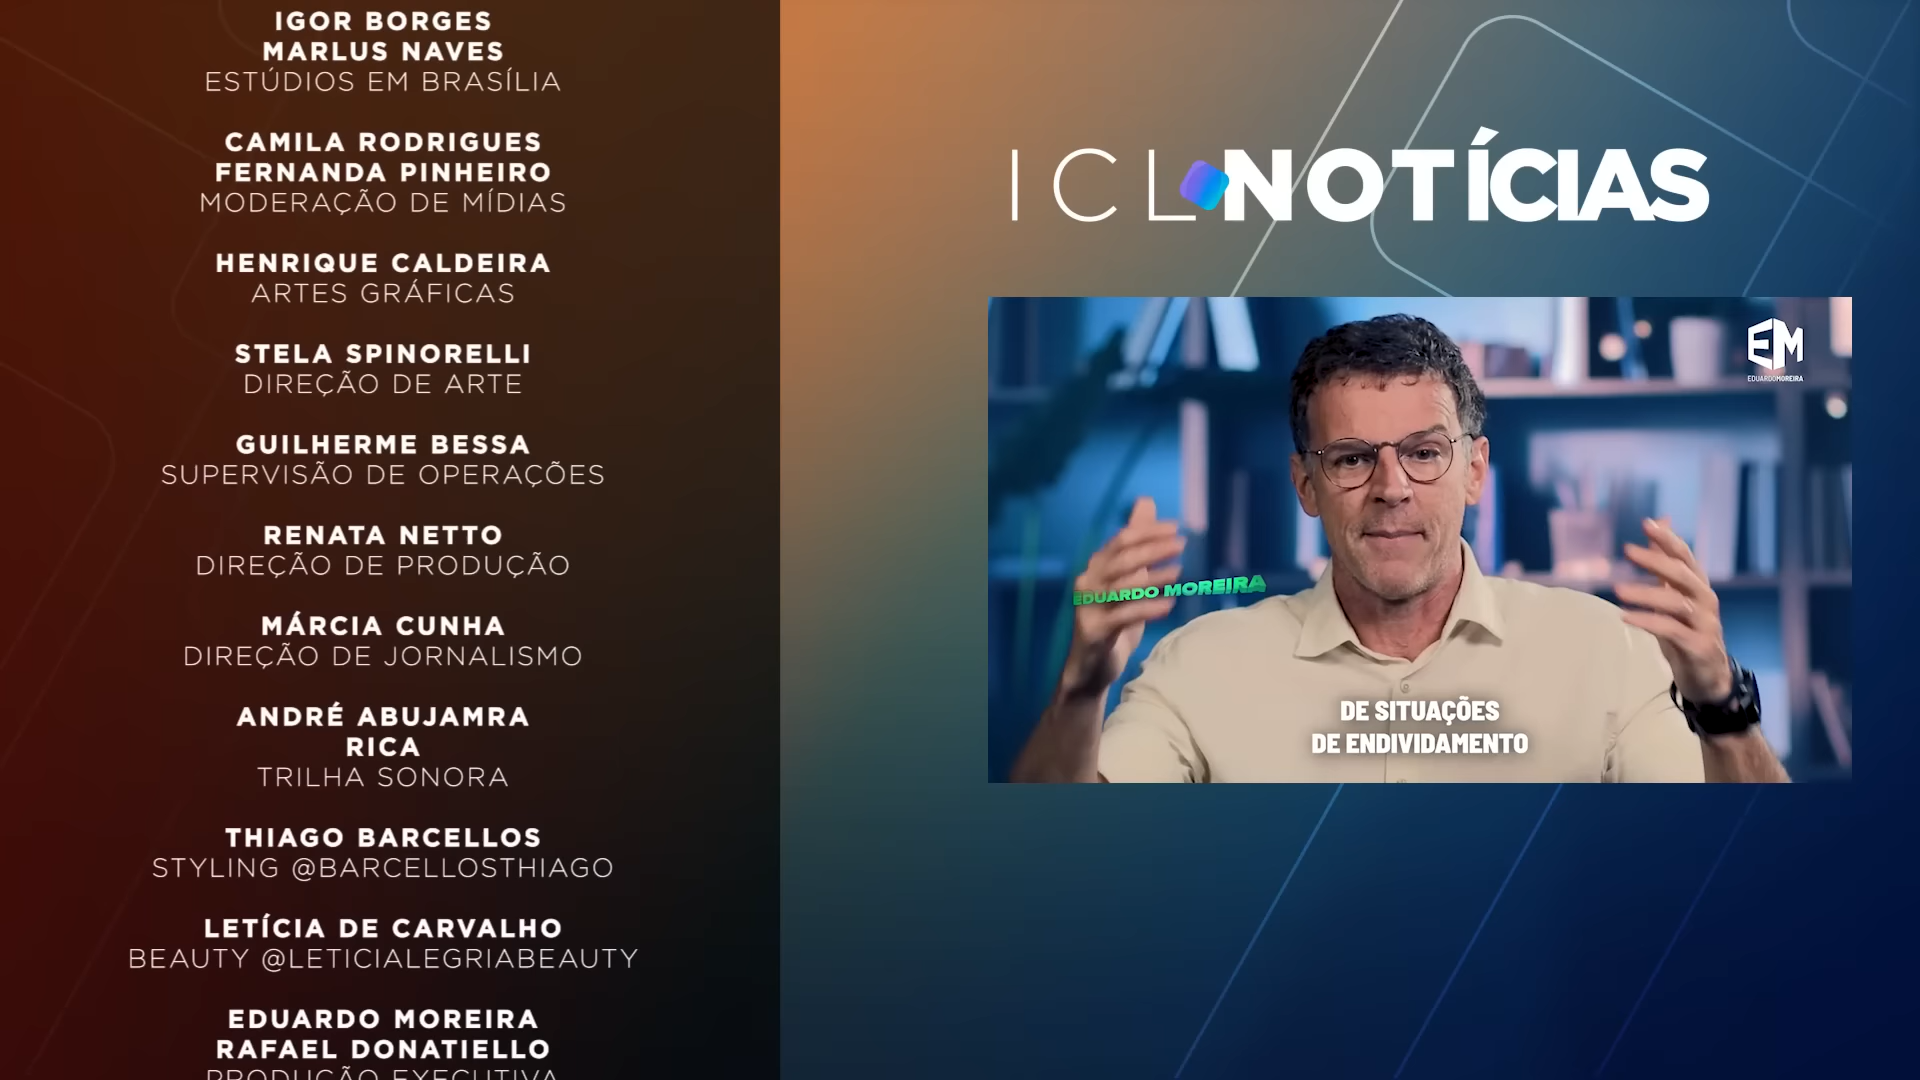 IGOR BORGES
MARLUS NAVES
ESTÚDIOS EM BRASÍLIA
CAMILA RODRIGUES
FERNANDA PINHEIRO
MODERAÇÃO DE MÍDIAS
HENRIQUE CALDEIRA
ARTES GRÁFICAS
STELA SPINORELLI
DIREÇÃO DE ARTE
GUILHERME BESSA
SUPERVISÃO DE OPERAÇÕES
RENATA NETTO
DIREÇÃO DE PRODUÇÃO
MÁRCIA CUNHA
DIREÇÃO DE JORNALISMO
ANDRÉ ABUJAMRA
RICA
TRILHA SONORA
THIAGO BARCELLOS
STYLING @BARCELLOSTHIAGO
LETÍCIA DE CARVALHO
BEAUTY @LETICIALEGRIABEAUTY
EDUARDO MOREIRA
RAFAEL DONATIELLO
PRODUÇÃO EXECUTIVA
ICL NOTÍCIAS
EM
EDUARDOMOREIRA
EDUARDO MOREIRA
DE SITUAÇÕES
DE ENDIVIDAMENTO